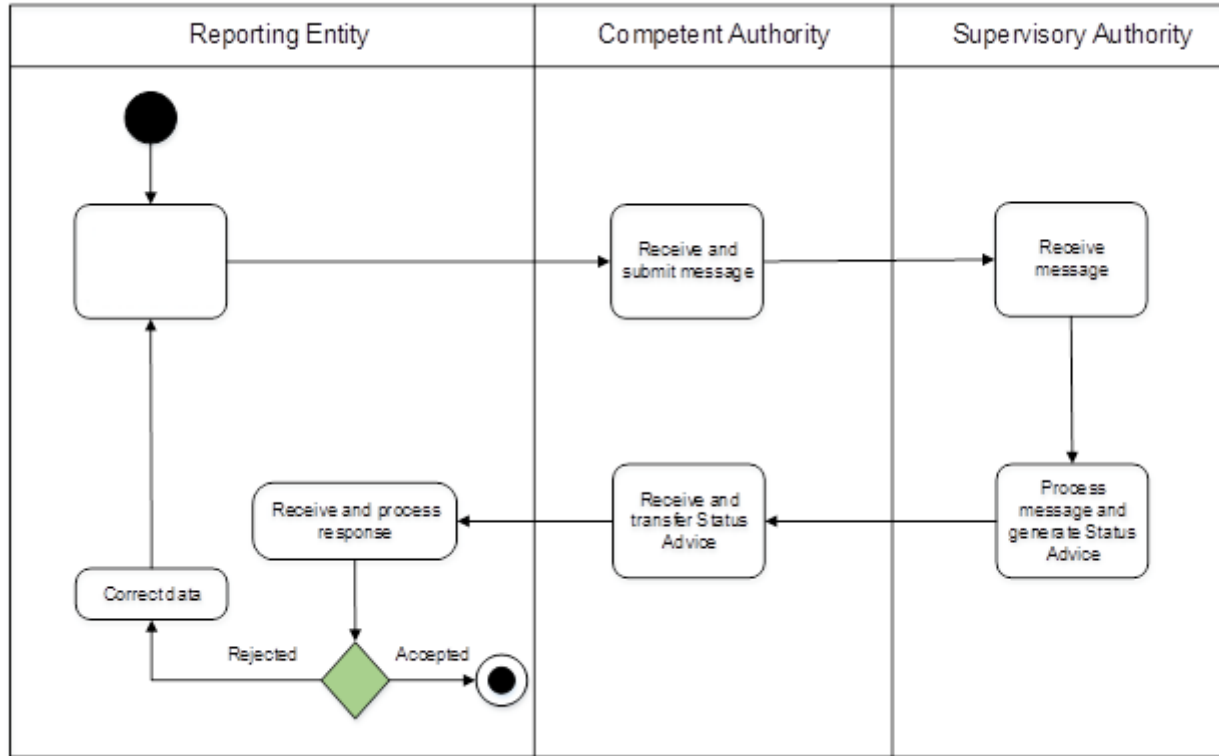 Reporting Entity
Competent Authority
Supervisory Authority
Receive and
submit message
Receive
message
Receive and process
response
Receive and
transfer Status
Advice
Process
message and
generate Status
Advice
Correct data
Rejected
Accepted